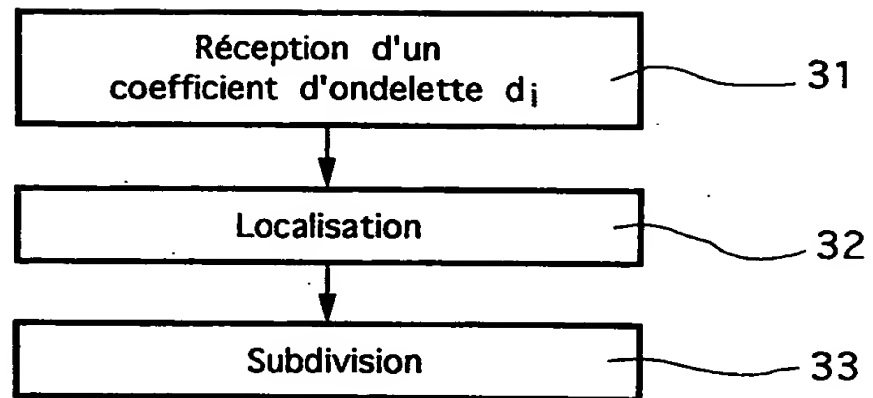 Réception d'un
coefficient d'ondelette di
31
Localisation
32
Subdivision
33